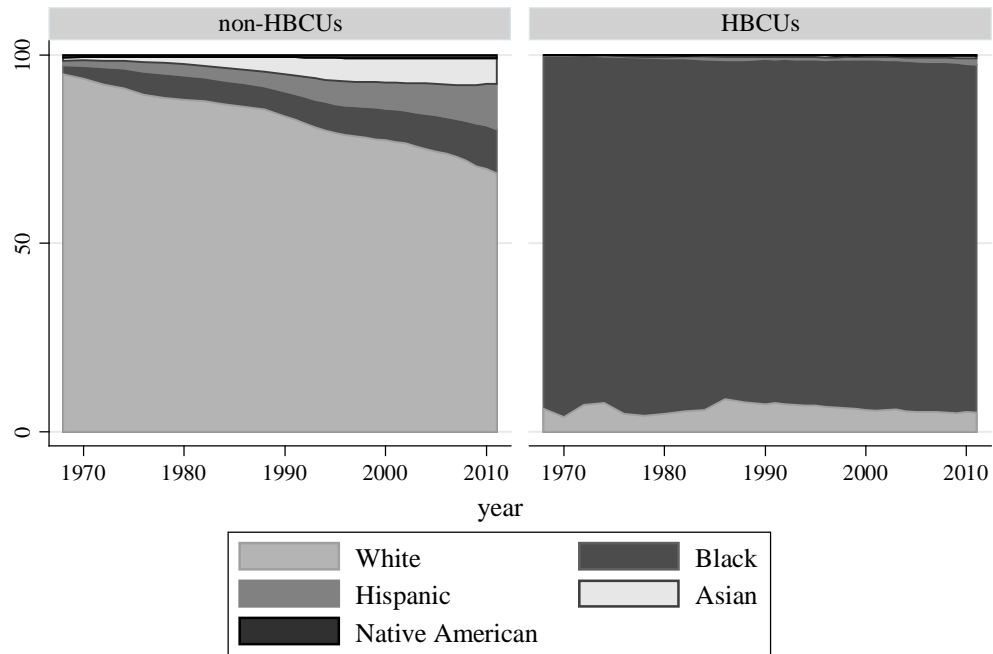 non-HBCUs HBCUs
100
50
0
1970 1980 1990 2000 2010 1970 1980 1990 2000 2010
year
White Black
Hispanic Asian
Native American